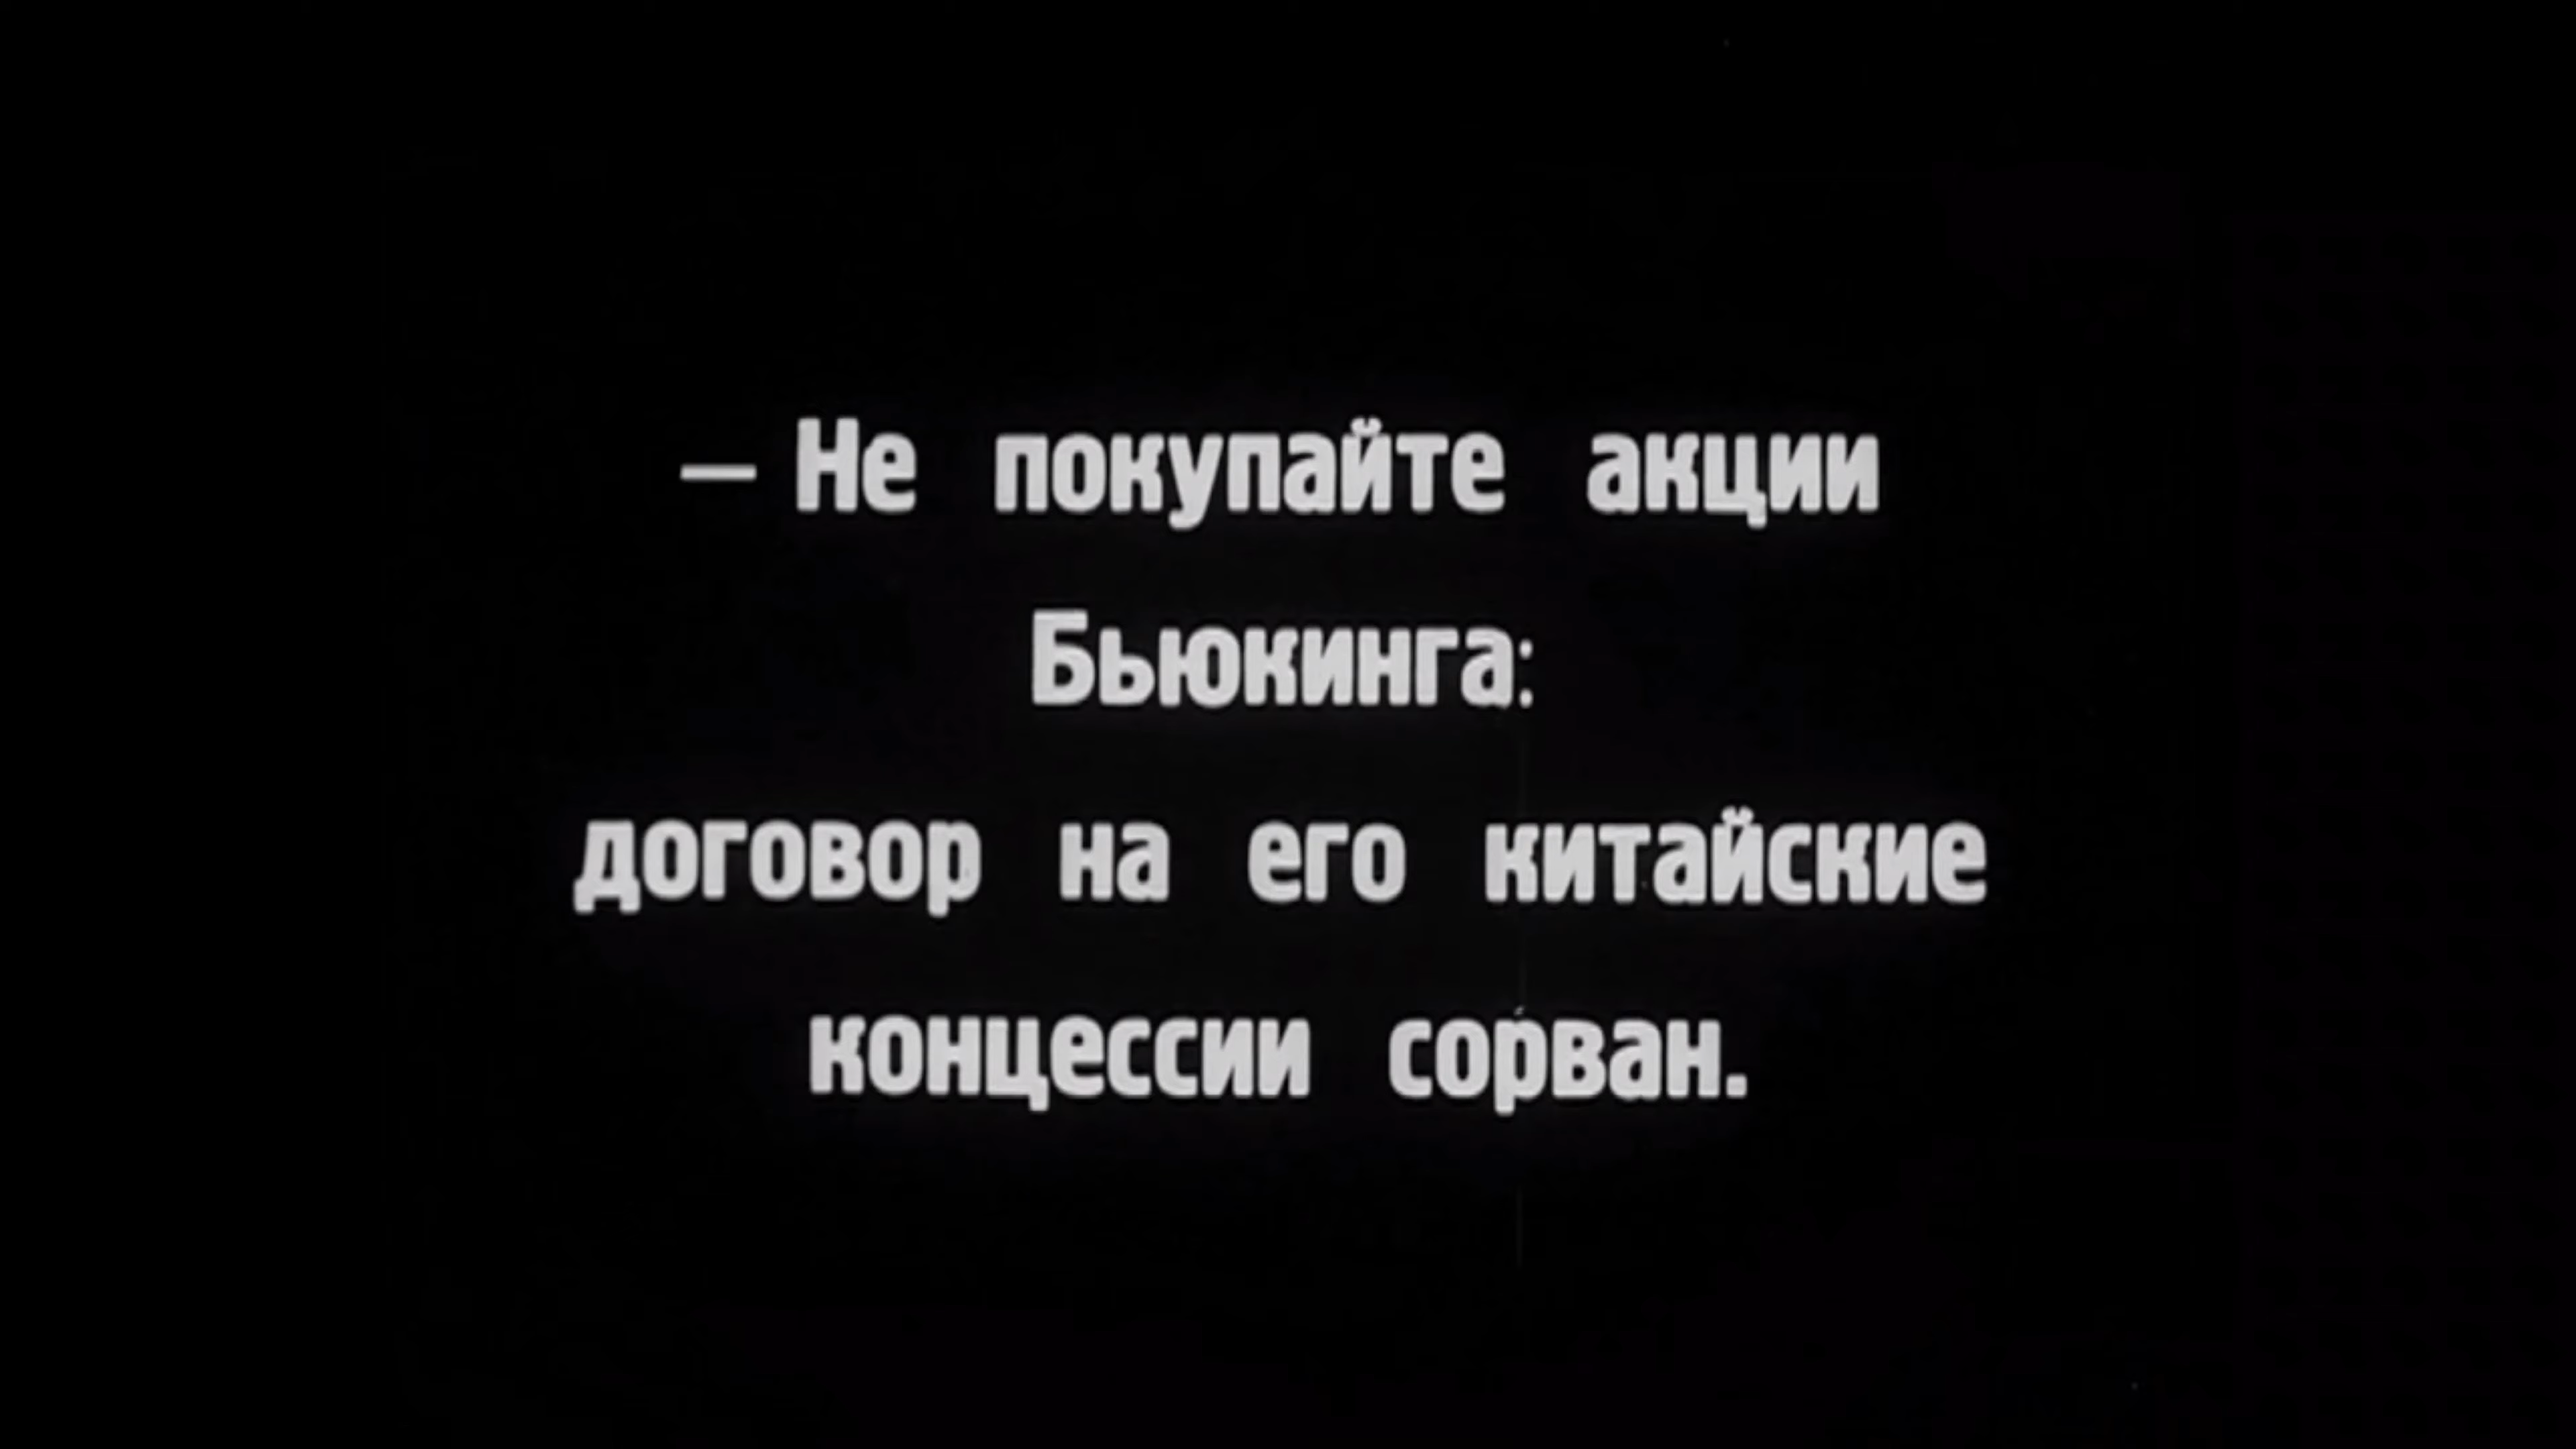 — Не покупайте акции
Бьюкинга:
договор на его китайские
концессии сорван.